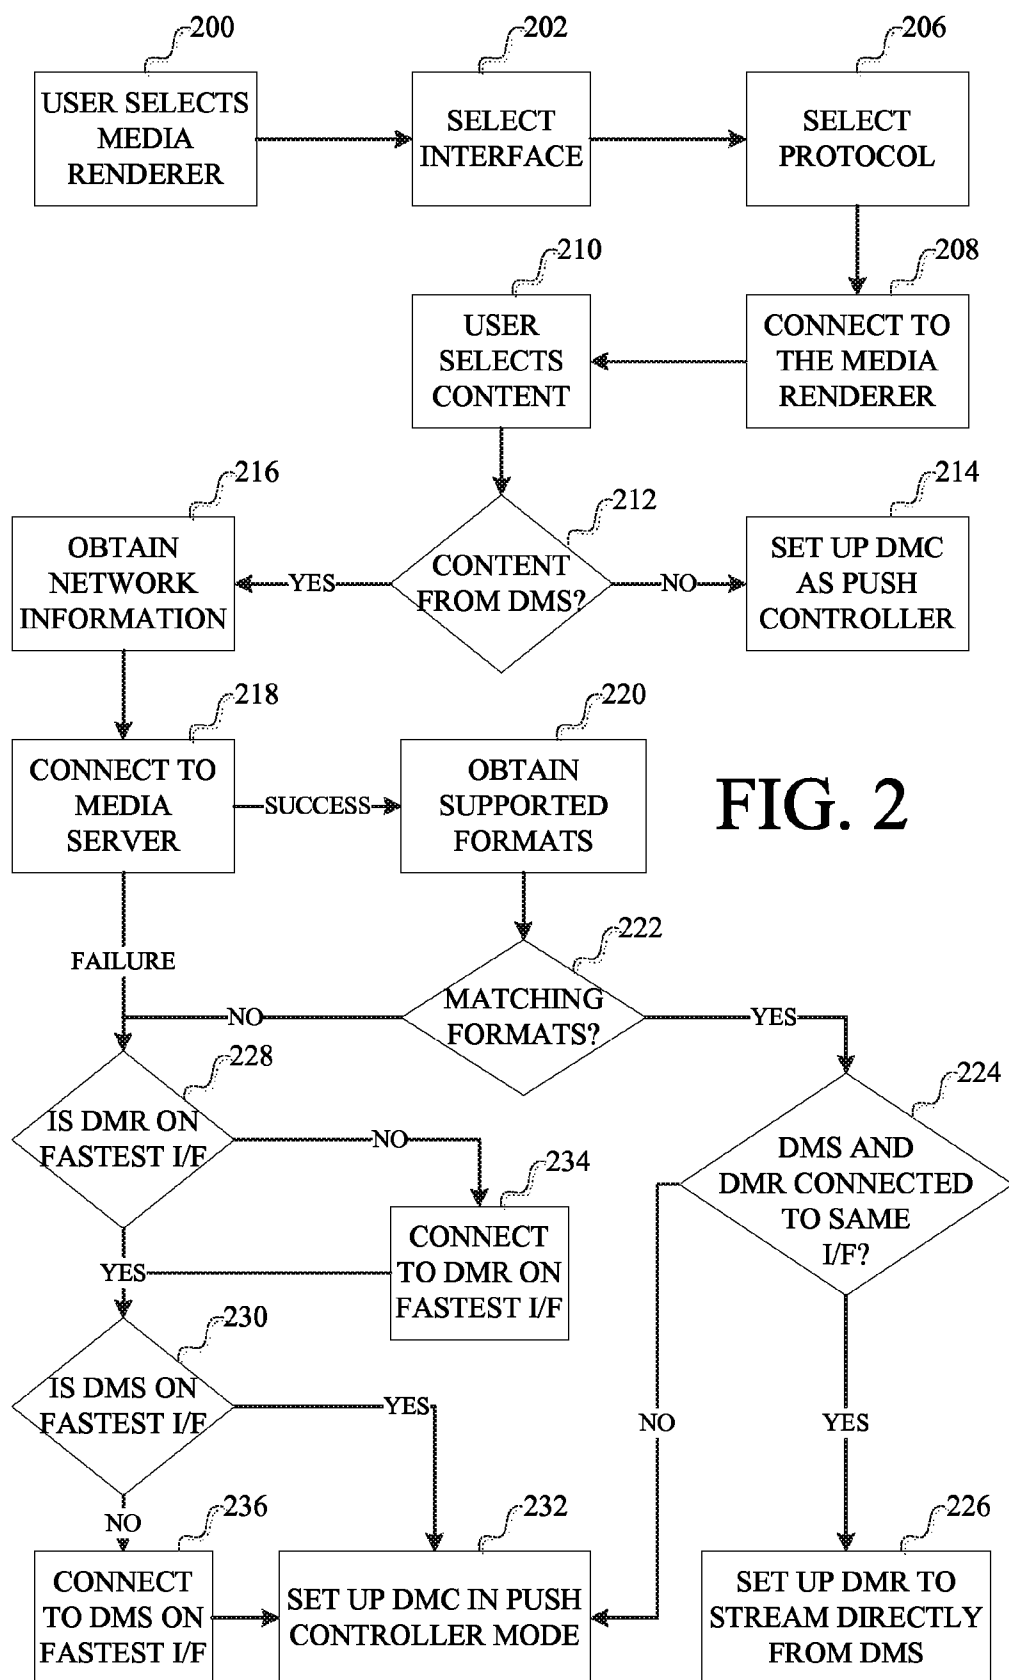 200
202
206
USER SELECTS
MEDIA
RENDERER
SELECT
INTERFACE
SELECT
PROTOCOL
210
208
USER
SELECTS
CONTENT
CONNECT TO
THE MEDIA
RENDERER
216
212
214
OBTAIN
NETWORK
INFORMATION
YES
CONTENT
FROM DMS?
NO
SET UP DMC
AS PUSH
CONTROLLER
218
220
CONNECT TO
MEDIA
SERVER
SUCCESS
OBTAIN
SUPPORTED
FORMATS
FIG. 2
FAILURE
222
MATCHING
FORMATS?
NO
YES
228
224
IS DMR ON
FASTEST I/F
NO
DMS AND
DMR CONNECTED
TO SAME
I/F?
234
CONNECT
TO DMR ON
FASTEST I/F
YES
230
IS DMS ON
FASTEST I/F
YES
NO
YES
NO
236
232
226
CONNECT
TO DMS ON
FASTEST I/F
SET UP DMC IN PUSH
CONTROLLER MODE
SET UP DMR TO
STREAM DIRECTLY
FROM DMS